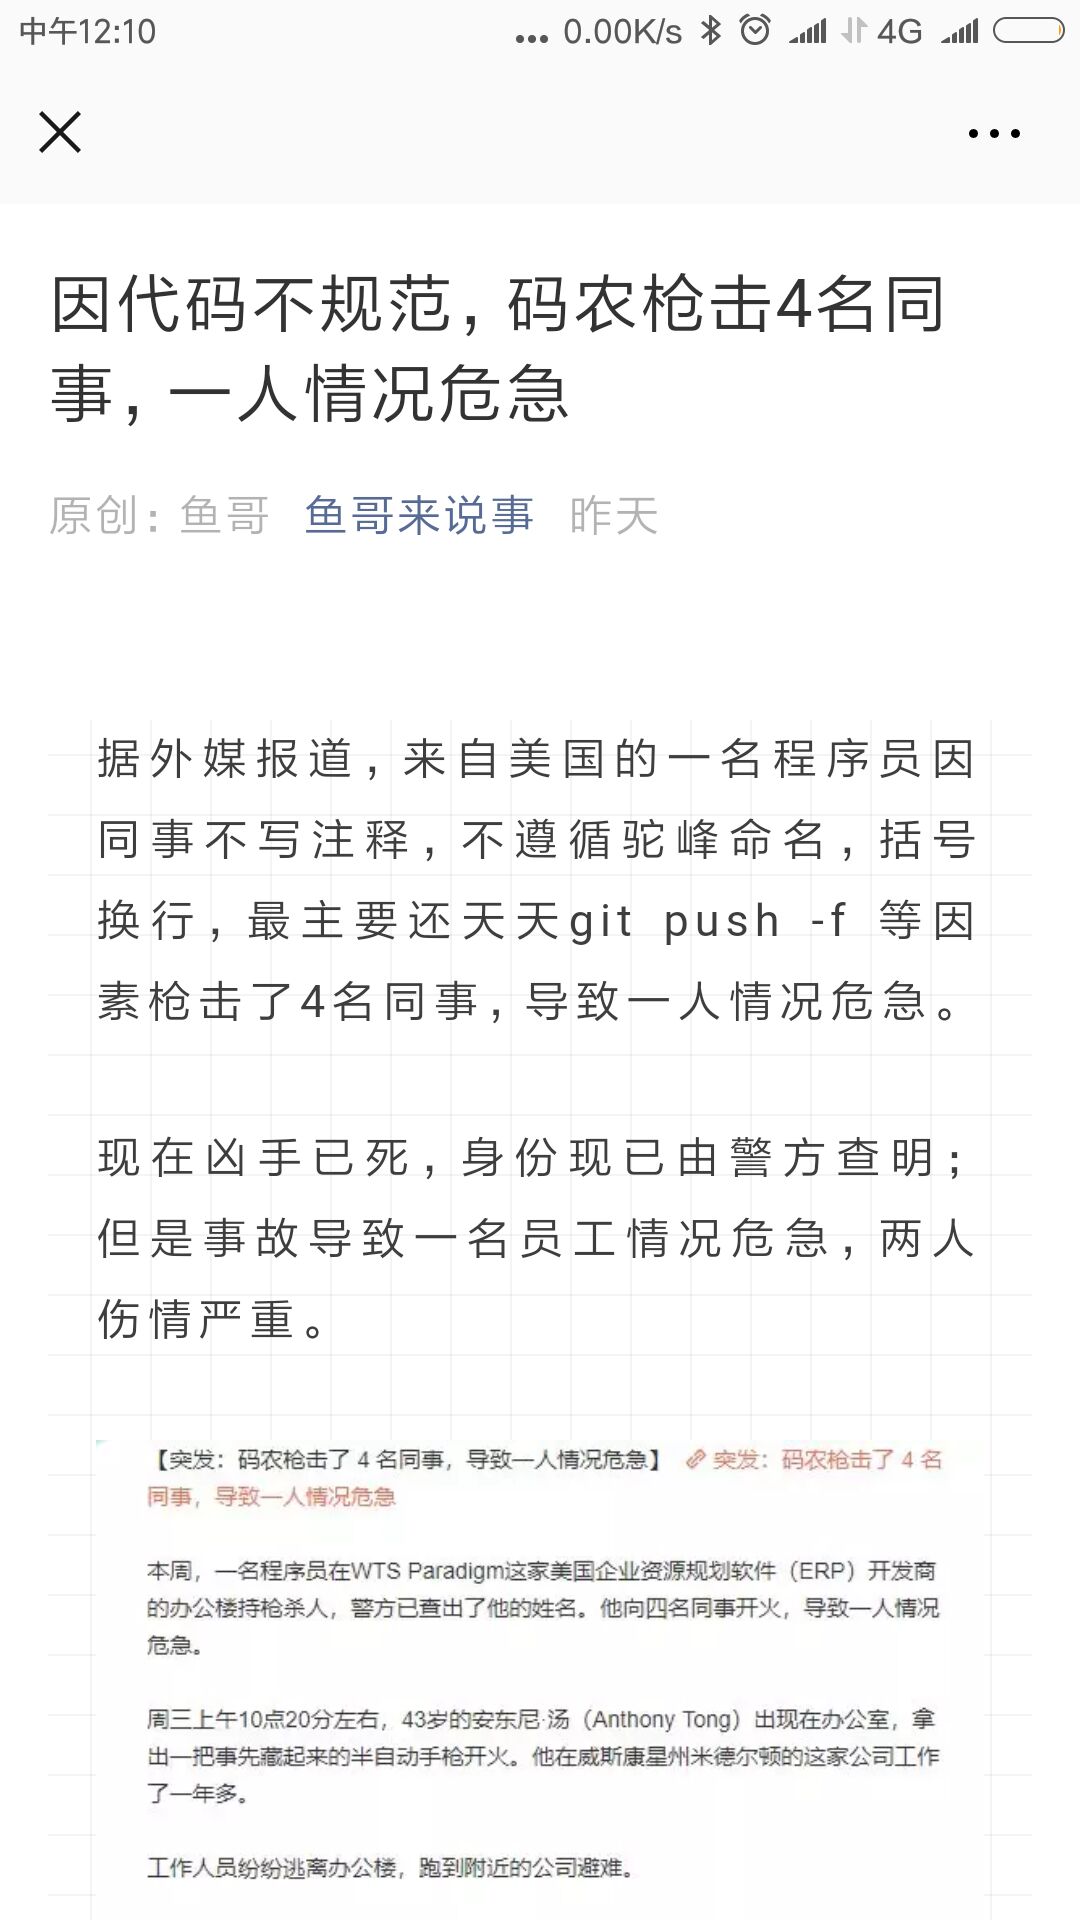 中午12:10
... 0.00K/s 4G
因代码不规范，码农枪击4名同
事，一人情况危急
原创：鱼哥 鱼哥来说事 昨天
据外媒报道，来自美国的一名程序员因
同事不写注释，不遵循驼峰命名，括号
换行，最主要还天天git push -f 等因
素枪击了4名同事，导致一人情况危急。
现在凶手已死，身份现已由警方查明；
但是事故导致一名员工情况危急，两人
伤情严重。
【突发：码农枪击了 4 名同事，导致一人情况危急】 突发：码农枪击了 4 名
同事，导致一人情况危急
本周，一名程序员在WTS Paradigm这家美国企业资源规划软件（ERP）开发商
的办公楼持枪杀人，警方已查出了他的姓名。他向四名同事开火，导致一人情况
危急。
周三上午10点20分左右，43岁的安东尼·汤（Anthony Tong）出现在办公室，拿
出一把事先藏起来的半自动手枪开火。他在威斯康星州米德尔顿的这家公司工作
了一年多。
工作人员纷纷逃离办公楼，跑到附近的公司避难。